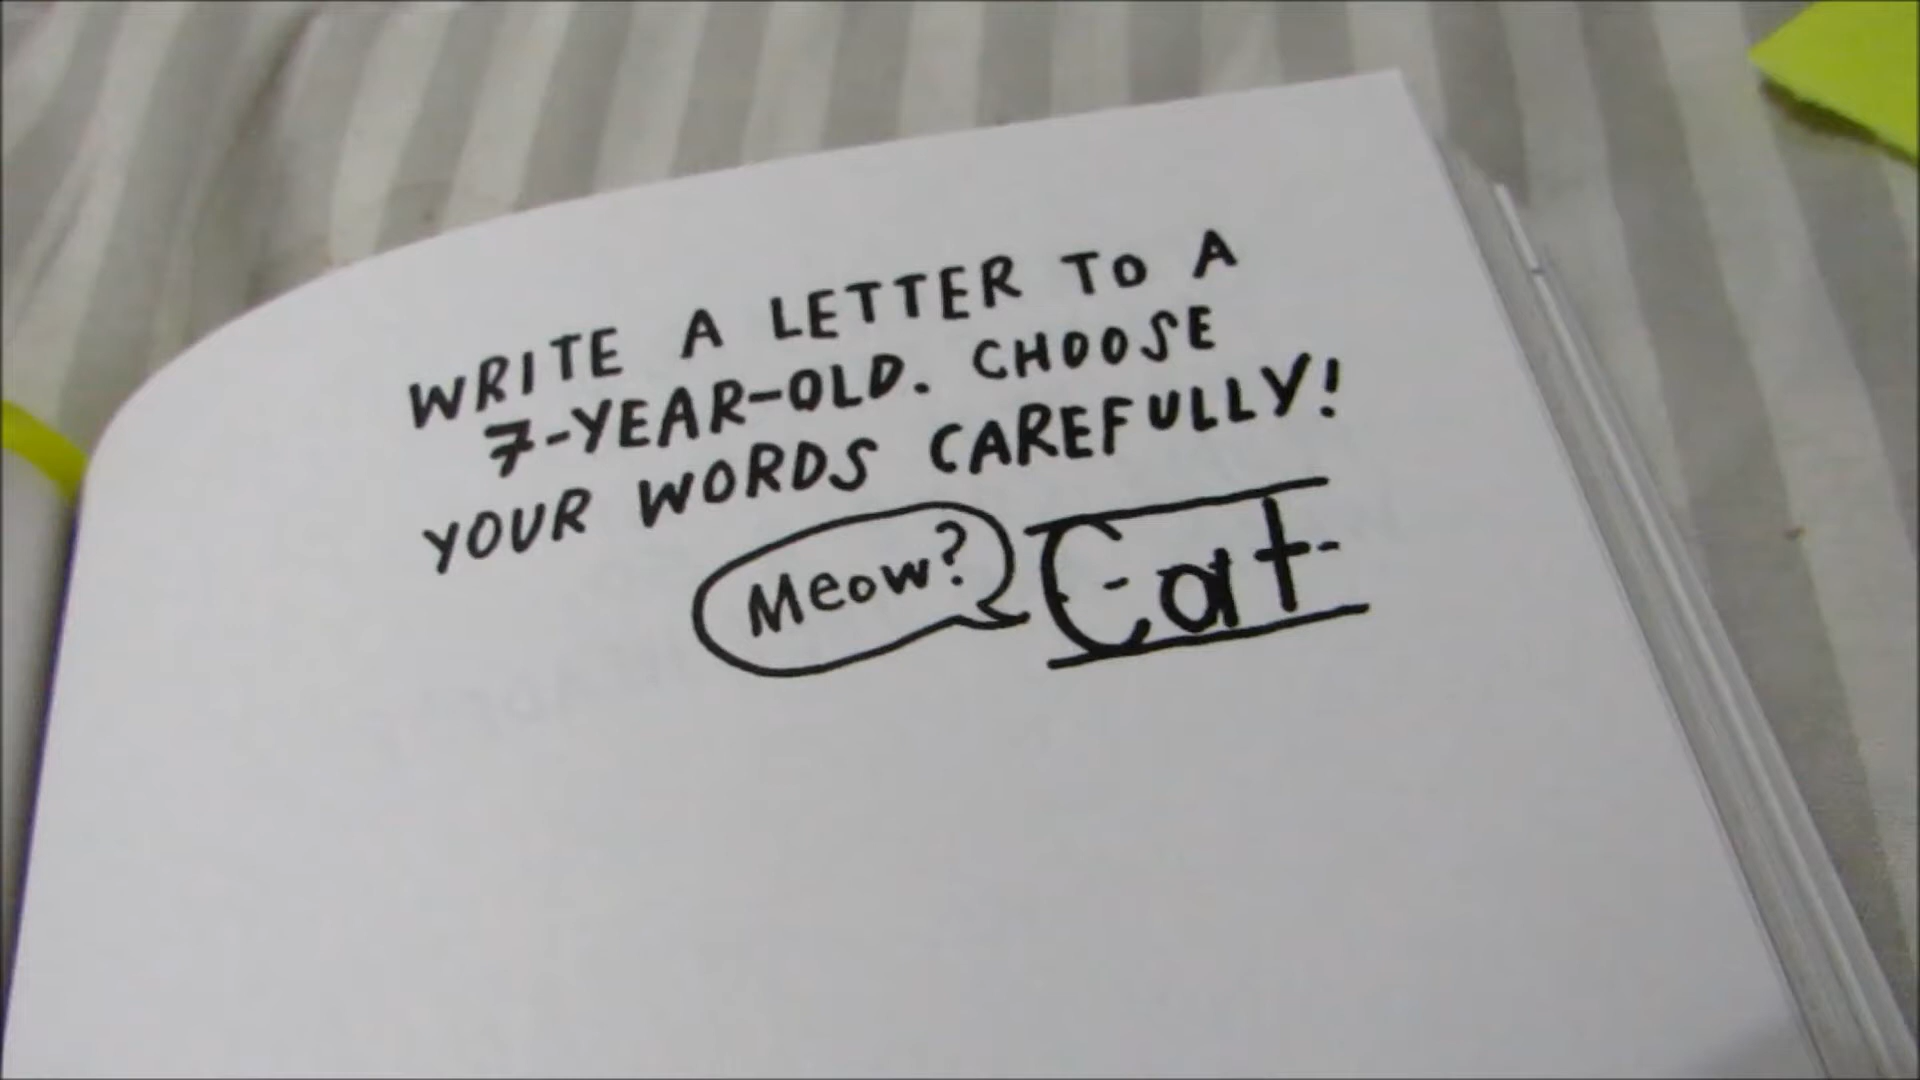 WRITE A LETTER TO A
7-YEAR-OLD. CHOOSE
YOUR WORDS CAREFULLY!
Meow? Cat